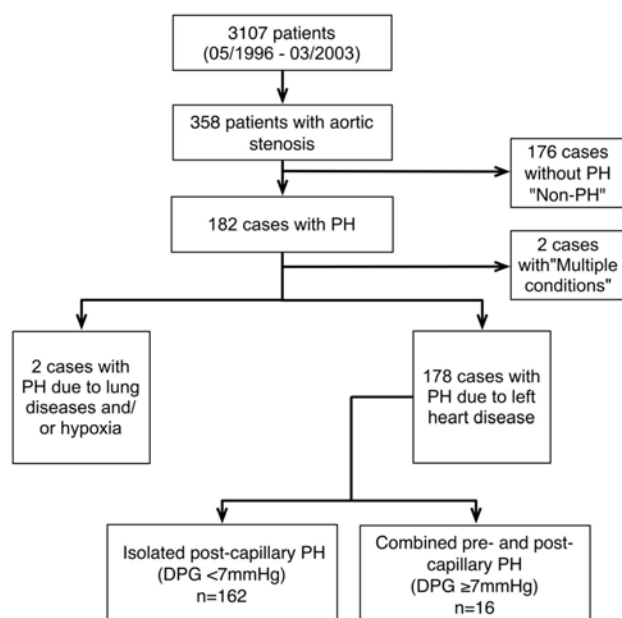 3107 patients
(05/1996 - 03/2003)
358 patients with aortic
stenosis
176 cases
without PH
"Non-PH"
182 cases with PH
2 cases
with"Multiple
conditions"
2 cases with
PH due to lung
diseases and/
or hypoxia
178 cases with
PH due to left
heart disease
Isolated post-capillary PH
(DPG <7mmHg)
n=162
Combined pre- and post-
capillary PH
(DPG ≥7mmHg)
n=16